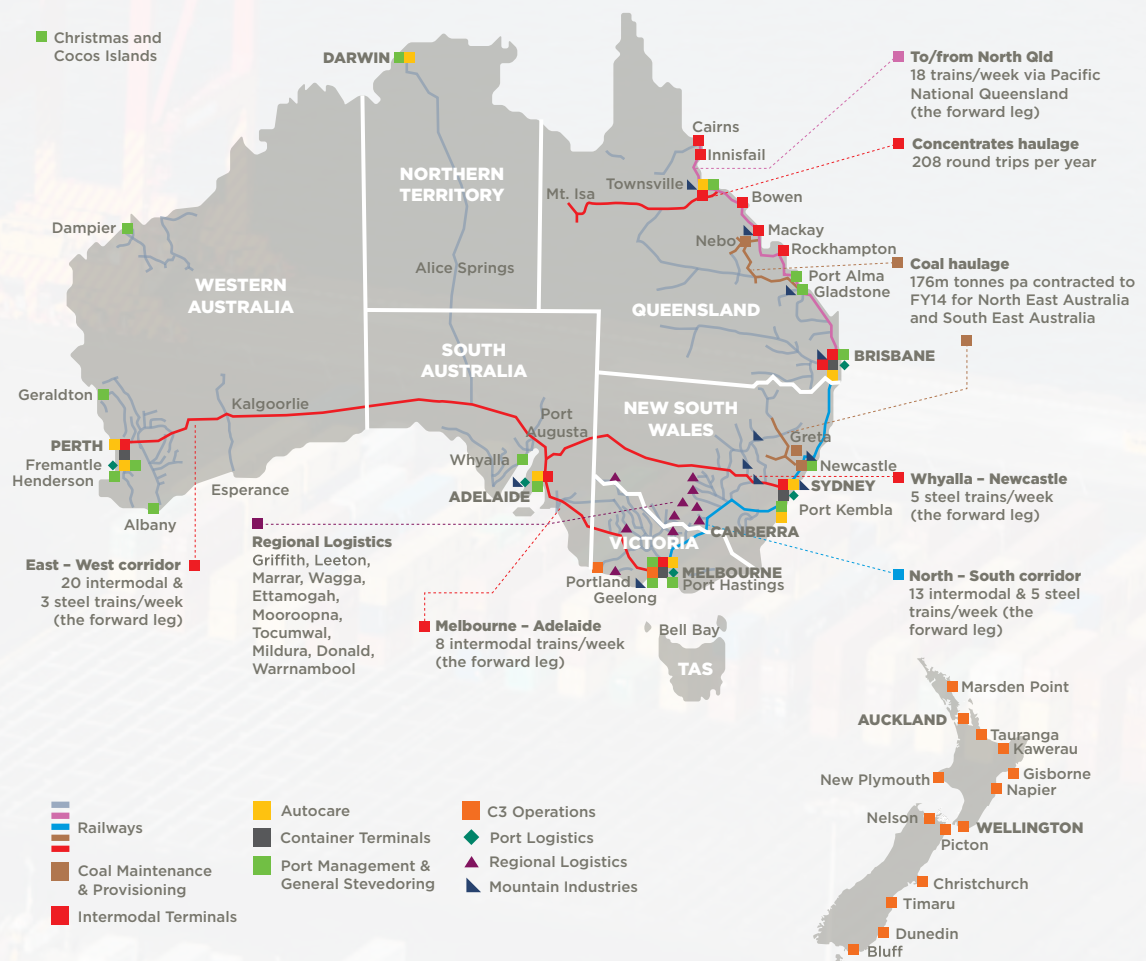 Christmas and
Cocos Islands
DARWIN
To/from North Qld
18 trains/week via Pacific
National Queensland
(the forward leg)
Cairns
Innisfail
Concentrates haulage
208 round trips per year
NORTHERN
TERRITORY
Townsville
Mt. Isa
Bowen
Dampier
Mackay
Nebo
Rockhampton
Alice Springs
Coal haulage
176m tonnes pa contracted to
FY14 for North East Australia
and South East Australia
Port Alma
Gladstone
WESTERN
AUSTRALIA
QUEENSLAND
SOUTH
AUSTRALIA
BRISBANE
Geraldton
Kalgoorlie
Port
Augusta
NEW SOUTH
WALES
Greta
PERTH
Fremantle
Henderson
Whyalla
Newcastle
Esperance
ADELAIDE
SYDNEY
Whyalla – Newcastle
5 steel trains/week
(the forward leg)
Port Kembla
Albany
CANBERRA
Regional Logistics
Griffith, Leeton,
Marrar, Wagga,
Ettamogah,
Mooroopna,
Tocumwal,
Mildura, Donald,
Warrnambool
VICTORIA
East – West corridor
20 intermodal &
3 steel trains/week
(the forward leg)
MELBOURNE
Portland
Port Hastings
Geelong
North – South corridor
13 intermodal & 5 steel
trains/week (the
forward leg)
Melbourne – Adelaide
8 intermodal trains/week
(the forward leg)
Bell Bay
TAS
Marsden Point
AUCKLAND
Tauranga
Kawerau
New Plymouth
Gisborne
Napier
Nelson
WELLINGTON
Picton
Christchurch
Timaru
Dunedin
Bluff
Railways
Coal Maintenance
& Provisioning
Intermodal Terminals
Autocare
Container Terminals
Port Management &
General Stevedoring
C3 Operations
Port Logistics
Regional Logistics
Mountain Industries